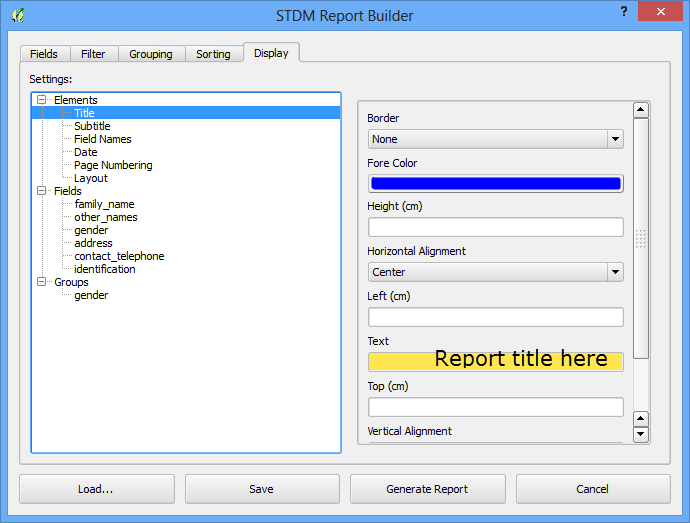 STDM Report Builder
?
Fields Filter Grouping Sorting Display
Settings:
Elements
Title
Subtitle
Field Names
Date
Page Numbering
Layout
Fields
family_name
other_names
gender
address
contact_telephone
identification
Groups
gender
Border
None
Fore Color
Height (cm)
Horizontal Alignment
Center
Left (cm)
Text
Report title here
Top (cm)
Vertical Alignment
Load... Save Generate Report Cancel